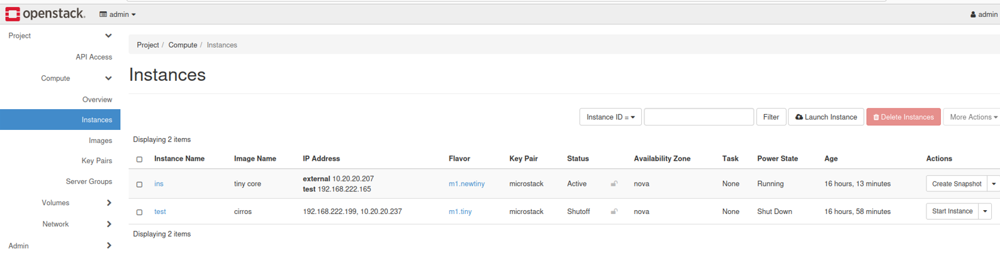 openstack. admin admin
Project
Project / Compute / Instances
API Access
Compute
Instances
Overview
Instances
Instance ID = Filter Launch Instance Delete Instances More Actions
Images
Displaying 2 items
Key Pairs
Instance Name Image Name IP Address Flavor Key Pair Status Availability Zone Task Power State Age Actions
Server Groups
ins tiny core external 10.20.20.207 m1.newtiny microstack Active nova None Running 16 hours, 13 minutes Create Snapshot
test 192.168.222.165
Volumes
test cirros 192.168.222.199, 10.20.20.237 m1.tiny microstack Shutoff nova None Shut Down 16 hours, 58 minutes Start Instance
Network
Displaying 2 items
Admin